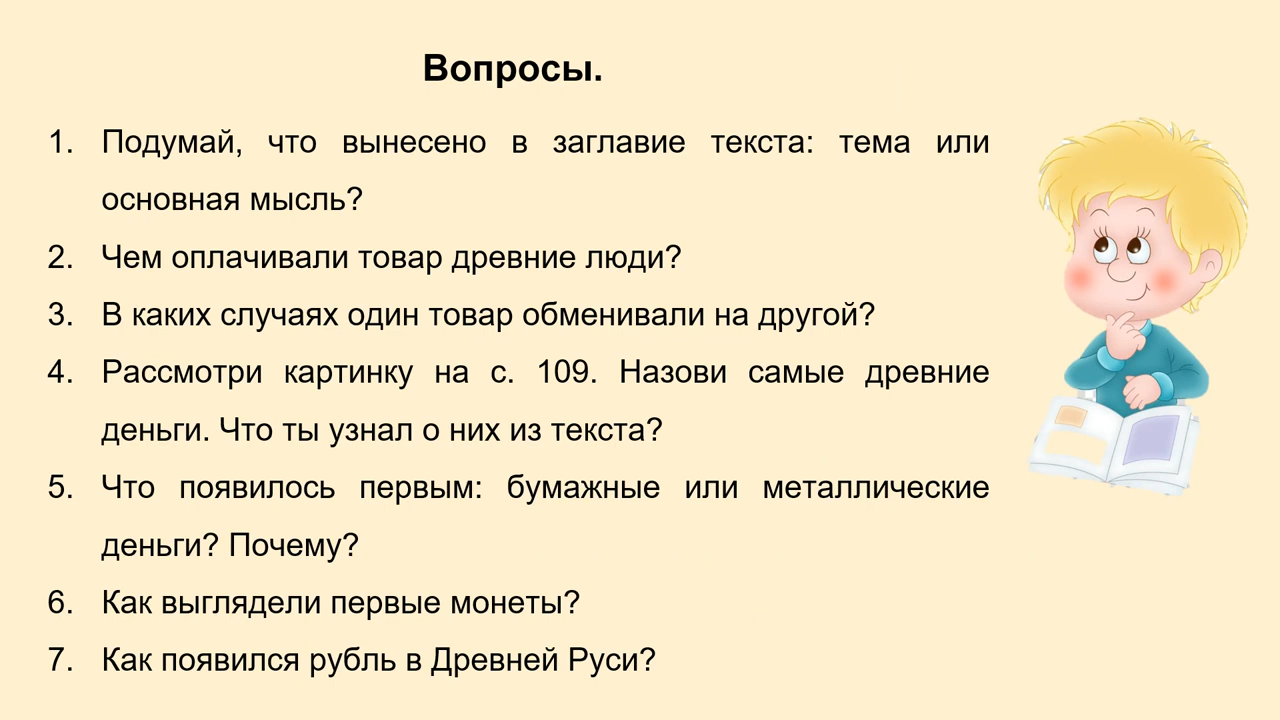 Вопросы.
1. Подумай, что вынесено в заглавие текста: тема или
основная мысль?
2. Чем оплачивали товар древние люди?
3. В каких случаях один товар обменивали на другой?
4. Рассмотри картинку на с. 109. Назови самые древние
деньги. Что ты узнал о них из текста?
5. Что появилось первым: бумажные или металлические
деньги? Почему?
6. Как выглядели первые монеты?
7. Как появился рубль в Древней Руси?